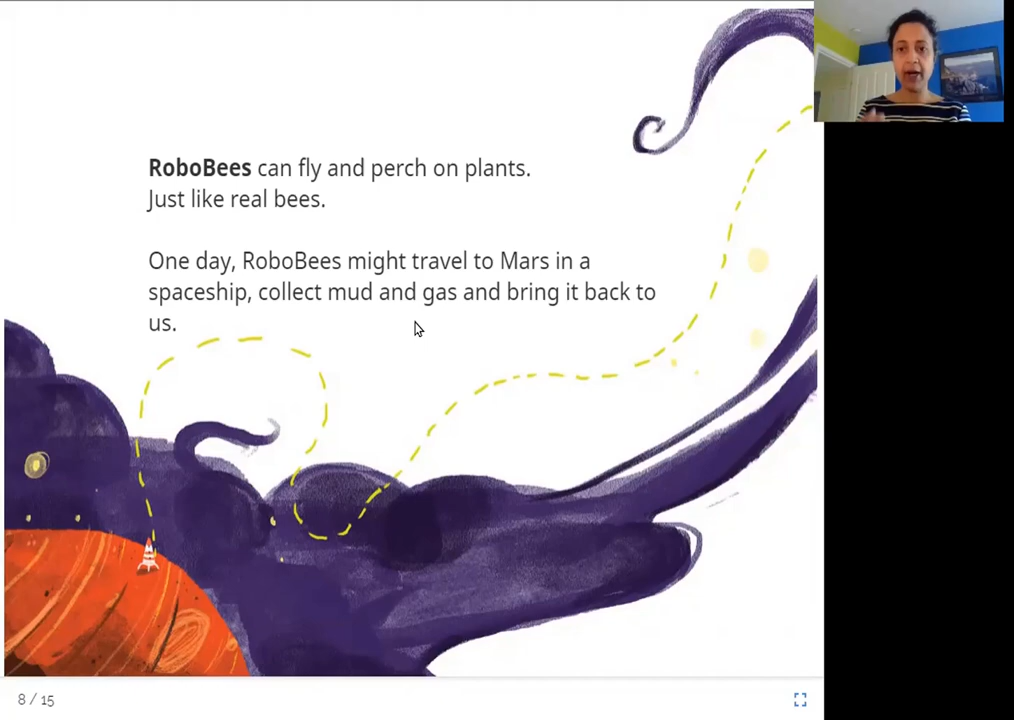 RoboBees can fly and perch on plants.
Just like real bees.
One day, RoboBees might travel to Mars in a
spaceship, collect mud and gas and bring it back to
us.
8 / 15